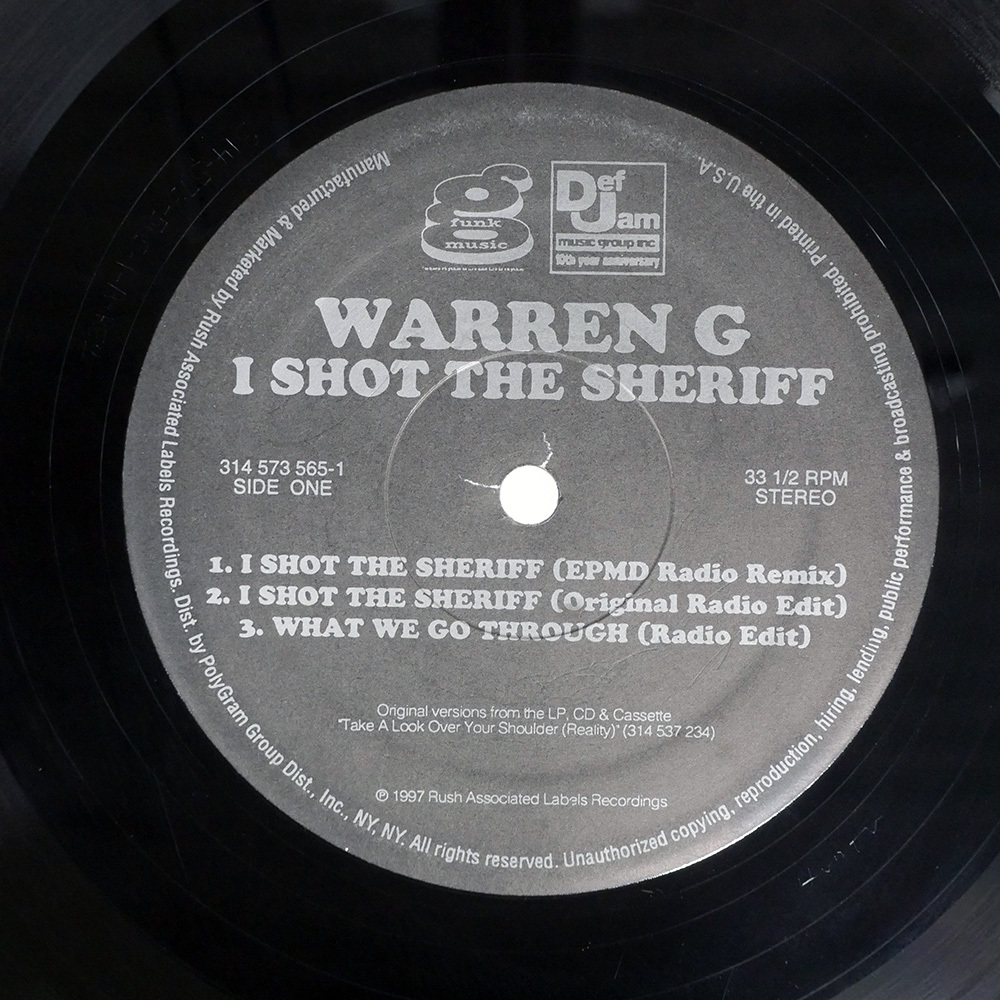 g
funk
music
Def
Jam
music group inc
10th year anniversary
WARREN G
I SHOT THE SHERIFF
314 573 565-1
SIDE ONE
33 1/2 RPM
STEREO
1. I SHOT THE SHERIFF (EPMD Radio Remix)
2. I SHOT THE SHERIFF (Original Radio Edit)
3. WHAT WE GO THROUGH (Radio Edit)
Original versions from the LP, CD & Cassette
"Take A Look Over Your Shoulder (Reality)" (314 537 234)
℗ 1997 Rush Associated Labels Recordings
Manufactured & Marketed by Rush Associated Labels Recordings. Dist. by PolyGram Group Dist., Inc., NY, NY. All rights reserved. Unauthorized copying, reproduction, hiring, lending, public performance & broadcasting prohibited. Printed in the U.S.A.